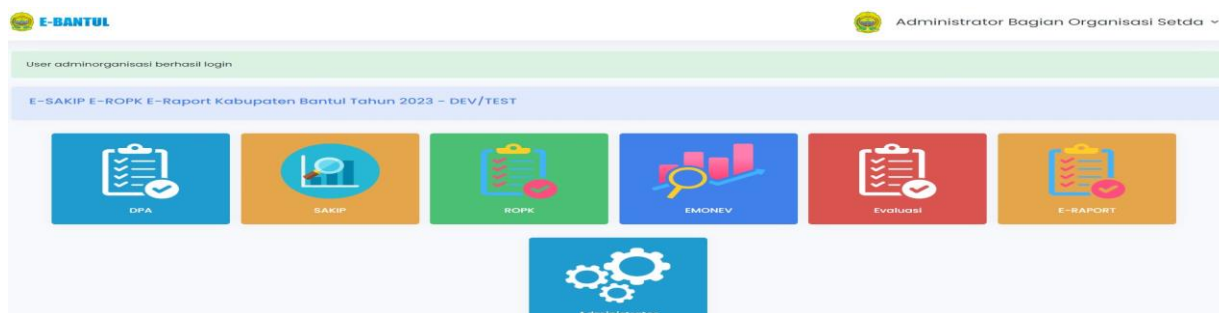 E-BANTUL
Administrator Bagian Organisasi Setda
User adminorganisasi berhasil login
E-SAKIP E-ROPK E-Raport Kabupaten Bantul Tahun 2023 - DEV/TEST
DPA
SAKIP
ROPK
EMONEV
Evaluasi
E-RAPORT
Administrator